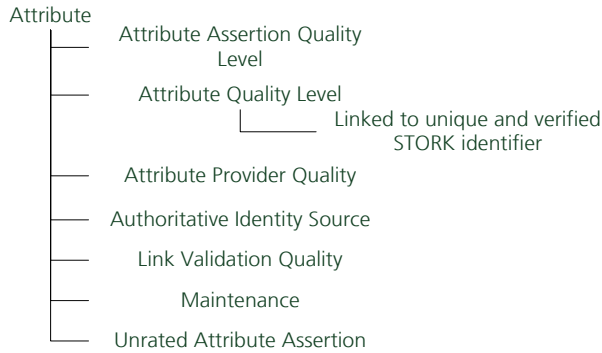 Attribute
Attribute Assertion Quality
Level
Attribute Quality Level
Linked to unique and verified
STORK identifier
Attribute Provider Quality
Authoritative Identity Source
Link Validation Quality
Maintenance
Unrated Attribute Assertion